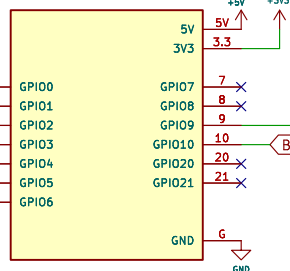 +5V
+3V3
5V 5V
3V3 3.3
GPIO0 GPIO7 7
GPIO1 GPIO8 8
GPIO2 GPIO9 9
GPIO3 GPIO10 10 B
GPIO4 GPIO20 20
GPIO5 GPIO21 21
GPIO6
GND G
GND